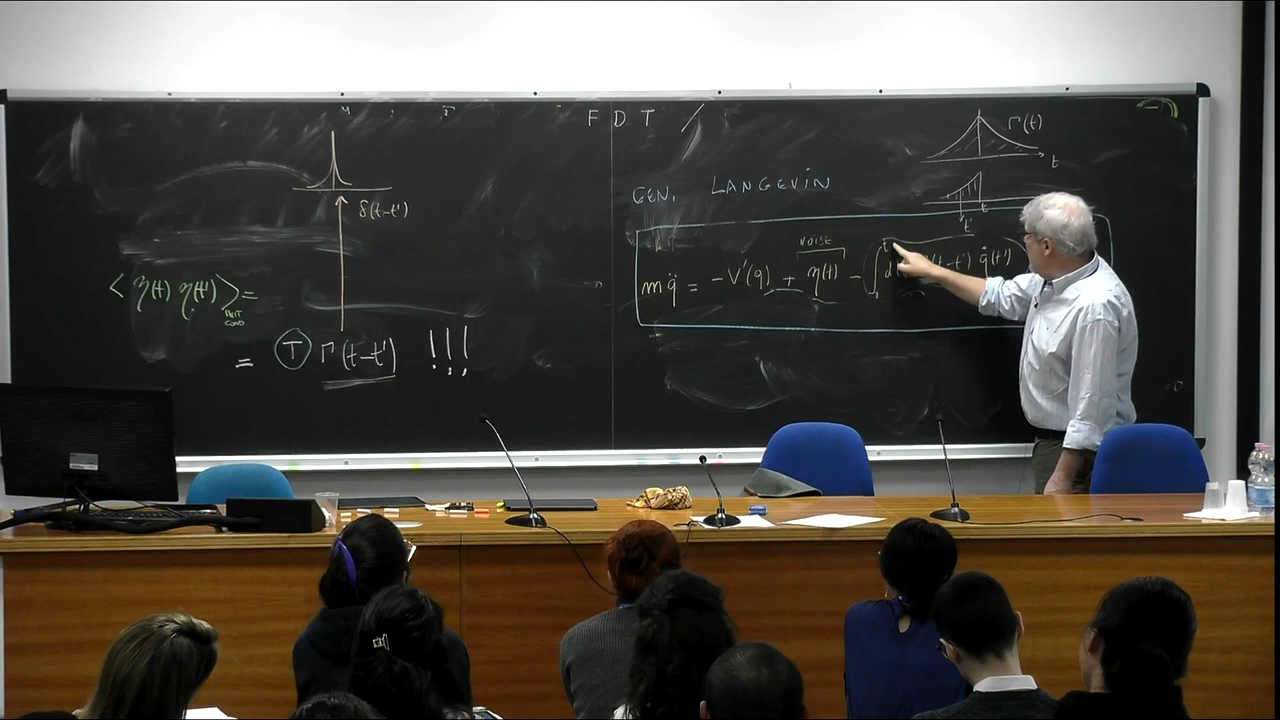 FDT
Γ(t)
t
δ(t-t')
GEN. LANGEVIN
t
t'
NOISE
<η(t) η(t')> =
INIT
COND
mq̈ = -V'(q) + η(t) - ∫ t (t-t') q̇(t')
= T Γ(t-t') !!!